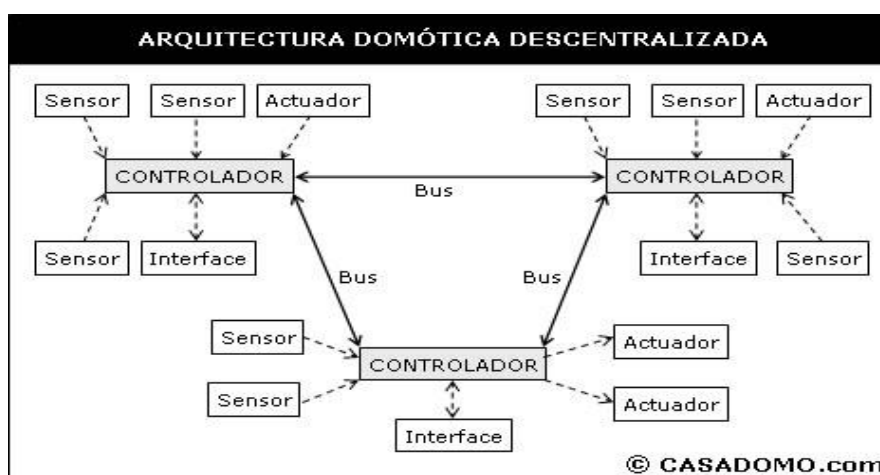 ARQUITECTURA DOMÓTICA DESCENTRALIZADA
Sensor Sensor Actuador Sensor Sensor Actuador
CONTROLADOR CONTROLADOR
Bus
Sensor Interface Interface Sensor
Bus Bus
Sensor Actuador
CONTROLADOR
Sensor Actuador
Interface
© CASADOMO.com